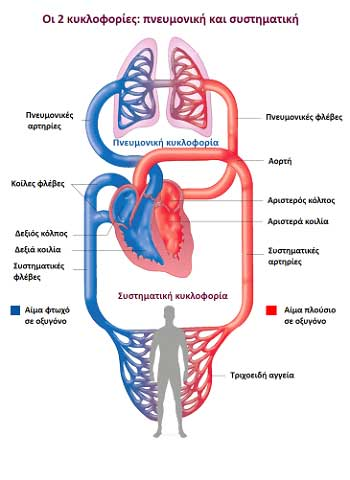 Οι 2 κυκλοφορίες: πνευμονική και συστηματική
Πνευμονικές
αρτηρίες
Πνευμονικές φλέβες
Πνευμονική κυκλοφορία
Αορτή
Κοίλες φλέβες
Αριστερός κόλπος
Αριστερά κοιλία
Δεξιός κόλπος
Δεξιά κοιλία
Συστηματικές
φλέβες
Συστηματικές
αρτηρίες
Συστηματική κυκλοφορία
Αίμα φτωχό
σε οξυγόνο
Αίμα πλούσιο
σε οξυγόνο
Τριχοειδή αγγεία